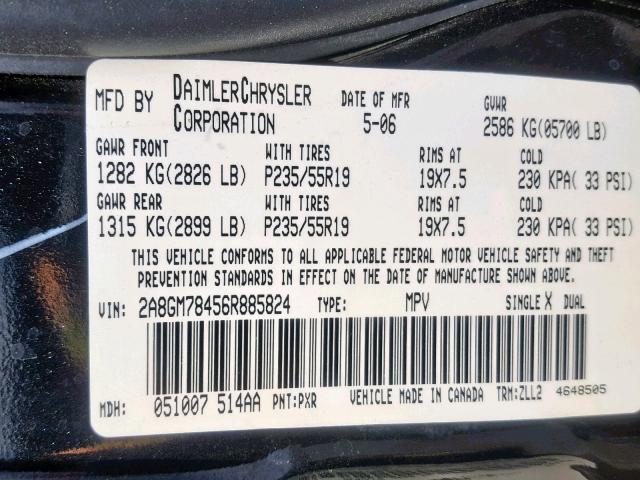 MFD BY DAIMLERCHRYSLER CORPORATION DATE OF MFR 5-06 GVWR 2586 KG(05700 LB)
GAWR FRONT WITH TIRES RIMS AT COLD
1282 KG(2826 LB) P235/55R19 19X7.5 230 KPA( 33 PSI)
GAWR REAR WITH TIRES RIMS AT COLD
1315 KG(2899 LB) P235/55R19 19X7.5 230 KPA( 33 PSI)
THIS VEHICLE CONFORMS TO ALL APPLICABLE FEDERAL MOTOR VEHICLE SAFETY AND THEFT
PREVENTION STANDARDS IN EFFECT ON THE DATE OF MANUFACTURE SHOWN ABOVE.
VIN: 2A8GM78456R885824 TYPE: MPV SINGLE X DUAL
MDH: 051007 514AA PNT:PXR VEHICLE MADE IN CANADA TRM:ZLL2 4648505